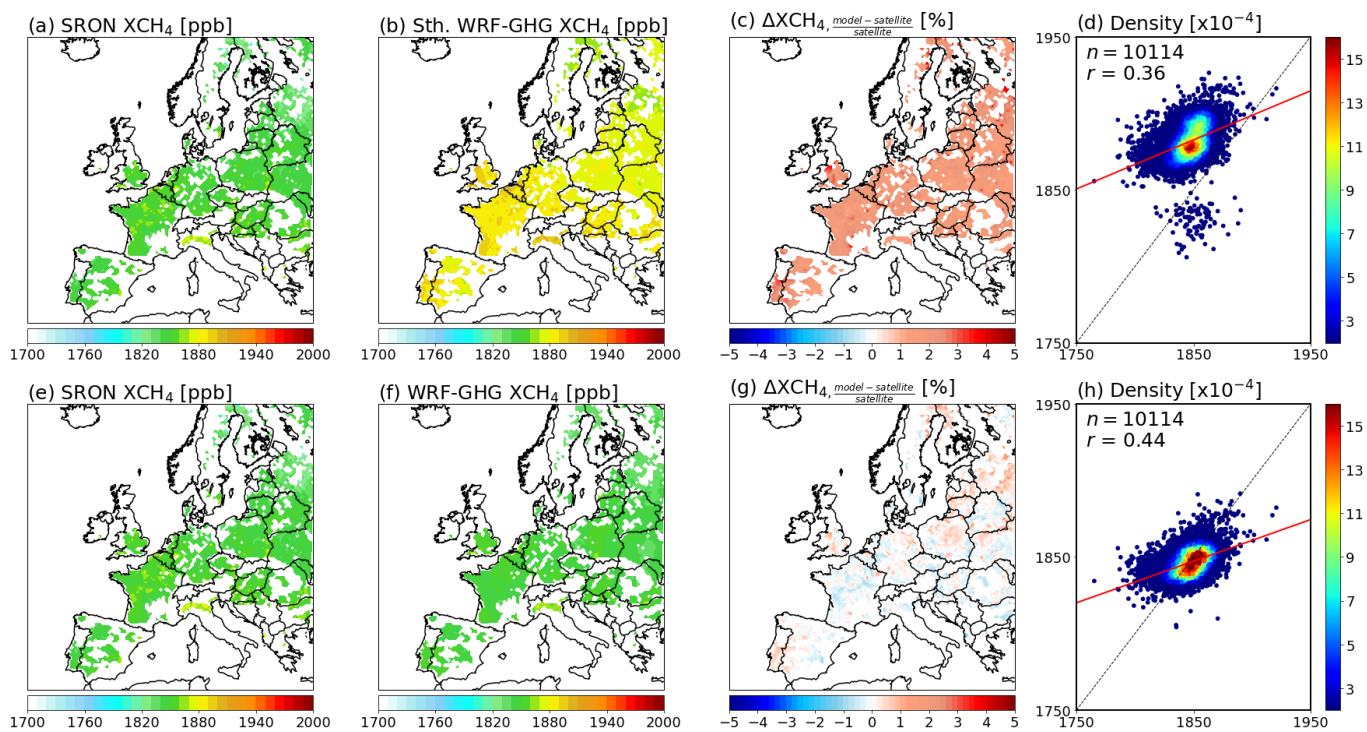 (a) SRON XCH₄ [ppb]
(b) Sth. WRF-GHG XCH₄ [ppb]
(c) ΔXCH₄, model−satellite/satellite [%]
(d) Density [x10⁻⁴]
1950
n = 10114
r = 0.36
1850
1750
1750 1850 1950
15
13
11
9
7
5
3
1700 1760 1820 1880 1940 2000
1700 1760 1820 1880 1940 2000
−5 −4 −3 −2 −1 0 1 2 3 4 5
(e) SRON XCH₄ [ppb]
(f) WRF-GHG XCH₄ [ppb]
(g) ΔXCH₄, model−satellite/satellite [%]
(h) Density [x10⁻⁴]
1950
n = 10114
r = 0.44
1850
1750
1750 1850 1950
15
13
11
9
7
5
3
1700 1760 1820 1880 1940 2000
1700 1760 1820 1880 1940 2000
−5 −4 −3 −2 −1 0 1 2 3 4 5